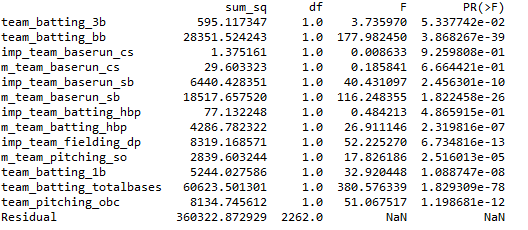 sum_sq df F PR(>F)
team_batting_3b 595.117347 1.0 3.735970 5.337742e-02
team_batting_bb 28351.524243 1.0 177.982450 3.868267e-39
imp_team_baserun_cs 1.375161 1.0 0.008633 9.259808e-01
m_team_baserun_cs 29.603323 1.0 0.185841 6.664421e-01
imp_team_baserun_sb 6440.428351 1.0 40.431097 2.456301e-10
m_team_baserun_sb 18517.657520 1.0 116.248355 1.822458e-26
imp_team_batting_hbp 77.132248 1.0 0.484213 4.865915e-01
m_team_batting_hbp 4286.782322 1.0 26.911146 2.319816e-07
imp_team_fielding_dp 8319.168571 1.0 52.225270 6.734816e-13
m_team_pitching_so 2839.603244 1.0 17.826186 2.516013e-05
team_batting_1b 5244.027586 1.0 32.920448 1.088747e-08
team_batting_totalbases 60623.501301 1.0 380.576339 1.829309e-78
team_pitching_obc 8134.745612 1.0 51.067517 1.198681e-12
Residual 360322.872929 2262.0 NaN NaN